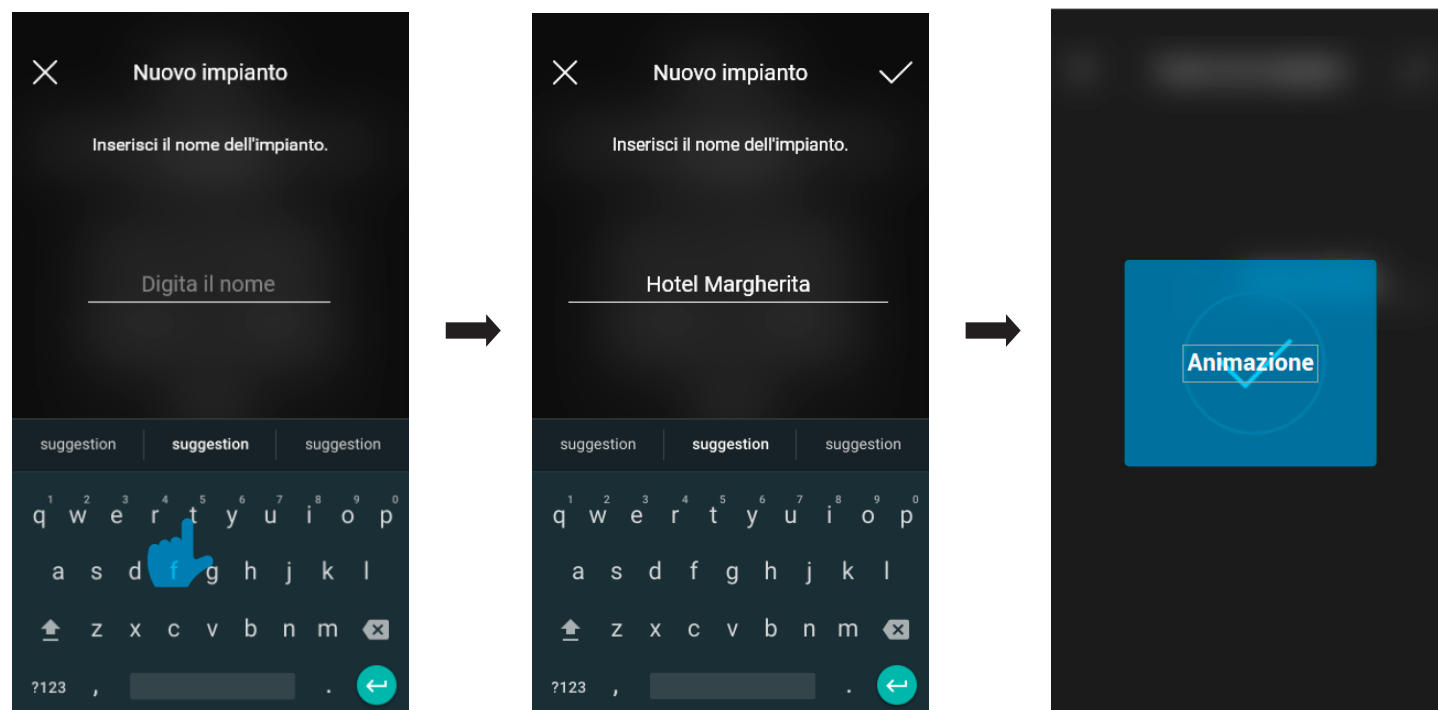 Nuovo impianto
Inserisci il nome dell'impianto.
Digita il nome
suggestion suggestion suggestion
1 2 3 4 5 6 7 8 9 0
q w e r t y u i o p
a s d f g h j k l
z x c v b n m
?123 , .
Nuovo impianto
Inserisci il nome dell'impianto.
Hotel Margherita
suggestion suggestion suggestion
1 2 3 4 5 6 7 8 9 0
q w e r t y u i o p
a s d f g h j k l
z x c v b n m
?123 , .
Animazione